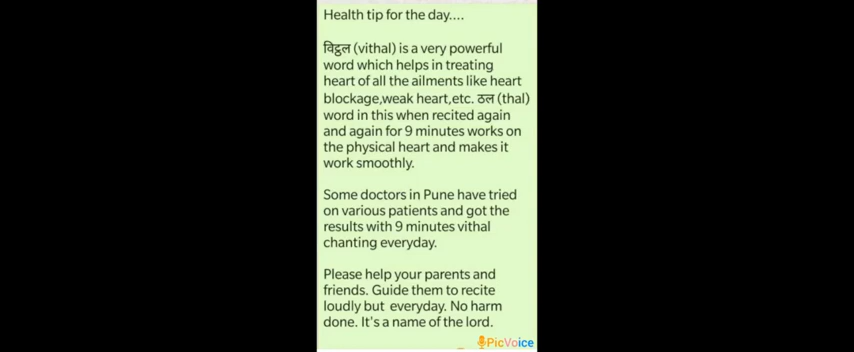 Health tip for the day....
विठ्ठल (vithal) is a very powerful
word which helps in treating
heart of all the ailments like heart
blockage,weak heart,etc. ठल (thal)
word in this when recited again
and again for 9 minutes works on
the physical heart and makes it
work smoothly.
Some doctors in Pune have tried
on various patients and got the
results with 9 minutes vithal
chanting everyday.
Please help your parents and
friends. Guide them to recite
loudly but everyday. No harm
done. It's a name of the lord.
PicVoice